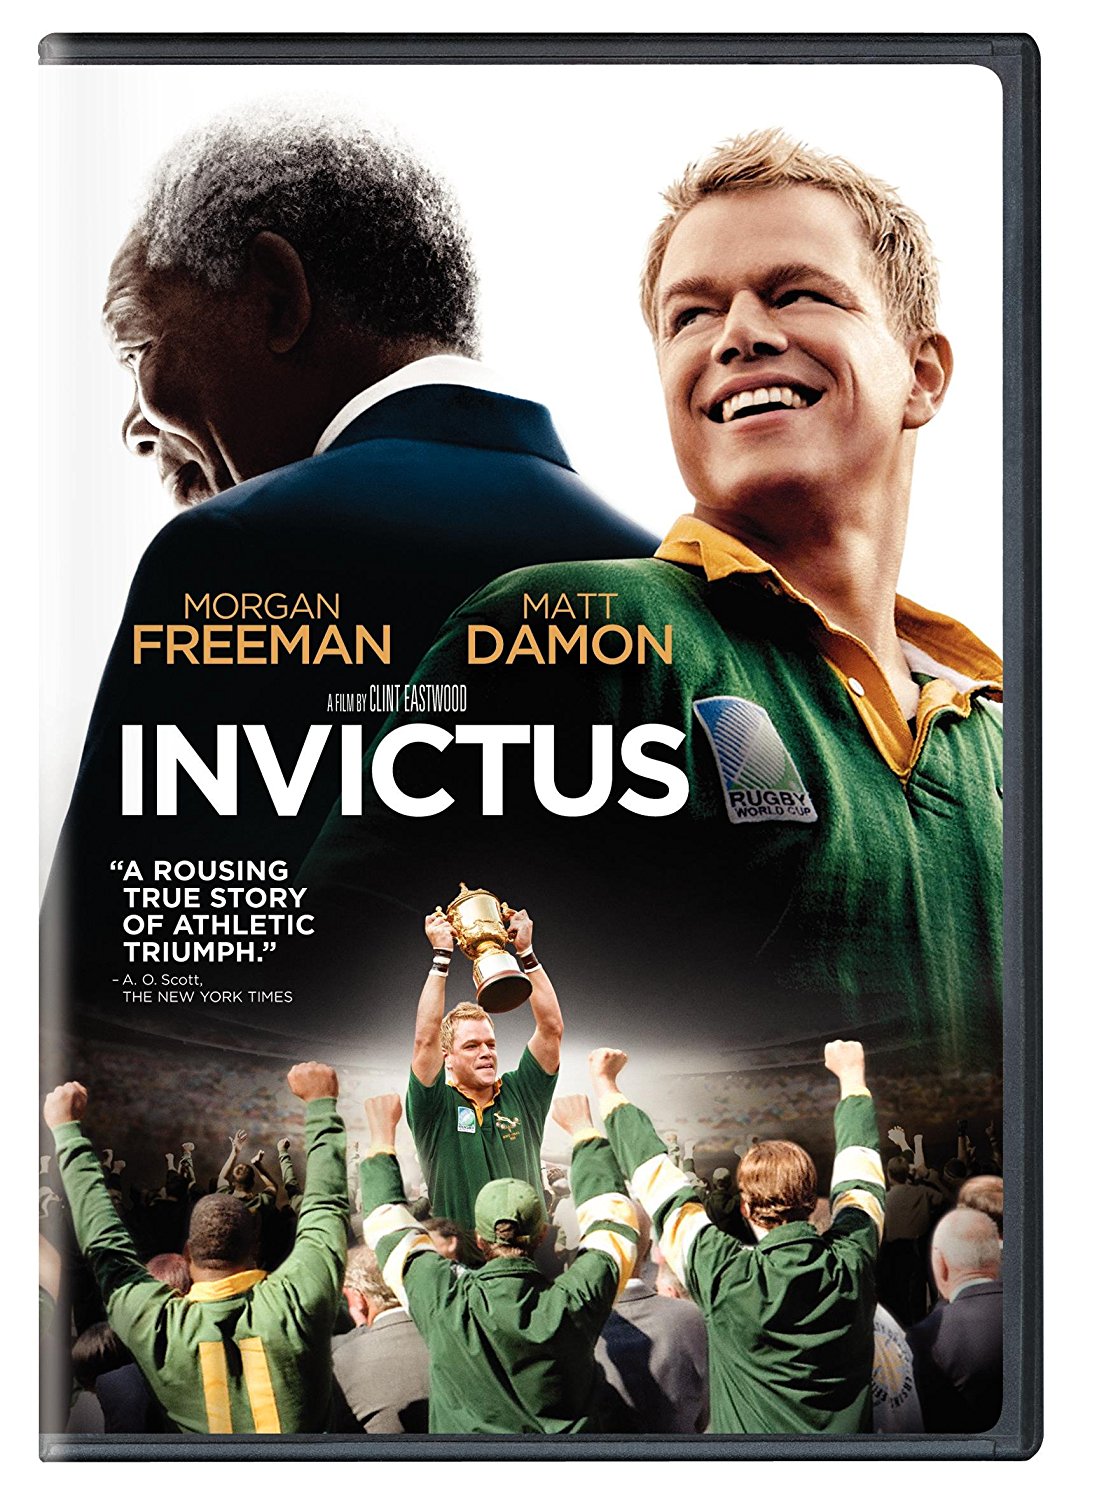 MORGAN
FREEMAN
MATT
DAMON
A FILM BY CLINT EASTWOOD
INVICTUS
RUGBY
WORLD CUP
“A ROUSING
TRUE STORY
OF ATHLETIC
TRIUMPH.”
– A. O. Scott,
THE NEW YORK TIMES
11